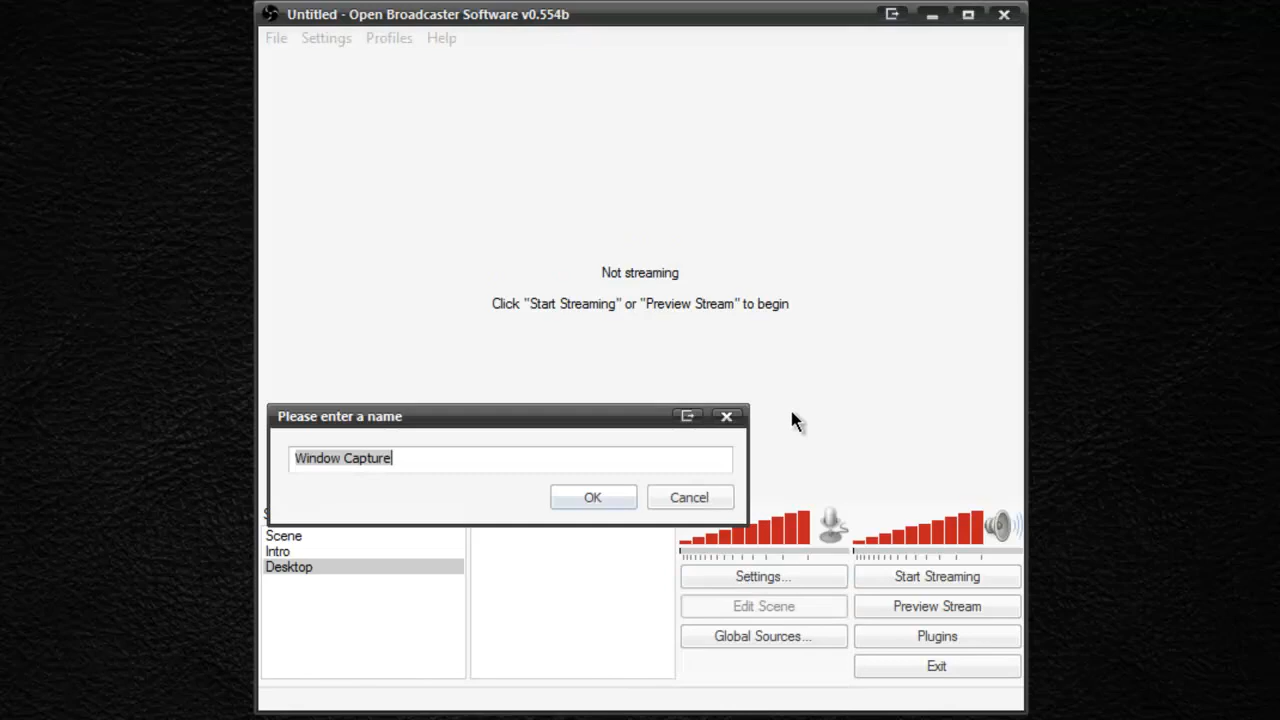 Untitled - Open Broadcaster Software v0.554b
File Settings Profiles Help
Not streaming
Click "Start Streaming" or "Preview Stream" to begin
Please enter a name
Window Capture
OK Cancel
Scene
Intro
Desktop
Settings... Start Streaming
Edit Scene Preview Stream
Global Sources... Plugins
Exit